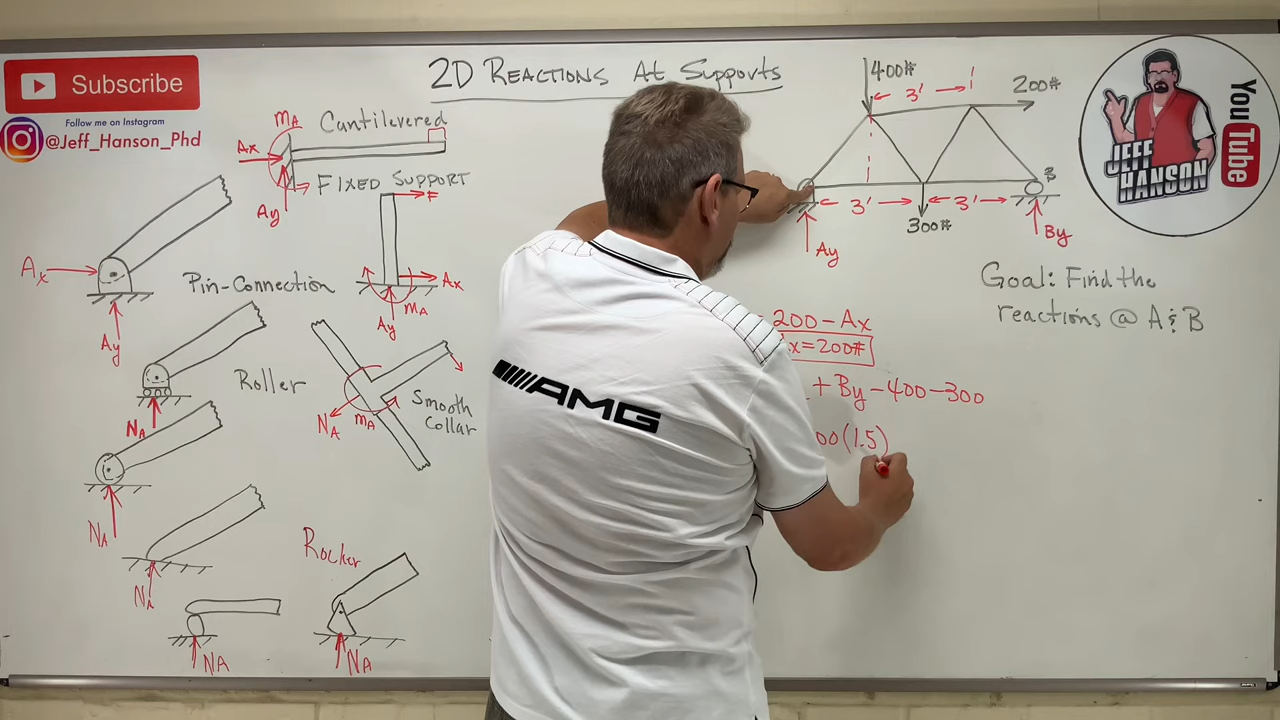 Subscribe
Follow me on Instagram
@Jeff_Hanson_Phd
2D REACTIONS At Supports
MA
Cantilevered
Ax
Ay
FIXED SUPPORT
F
Ax
MA
Ay
Ax
Pin-Connection
Ay
Roller
NA
Smooth
Collar
NA
MA
NA
NA
Rocker
NA
NA
400#
3'
200#
B
3'
3'
300#
Ay
By
Goal: Find the
reactions @ A & B
200 - Ax
x = 200#
+ By - 400 - 300
00(1.5)
AMG
JEFF
HANSON
YouTube